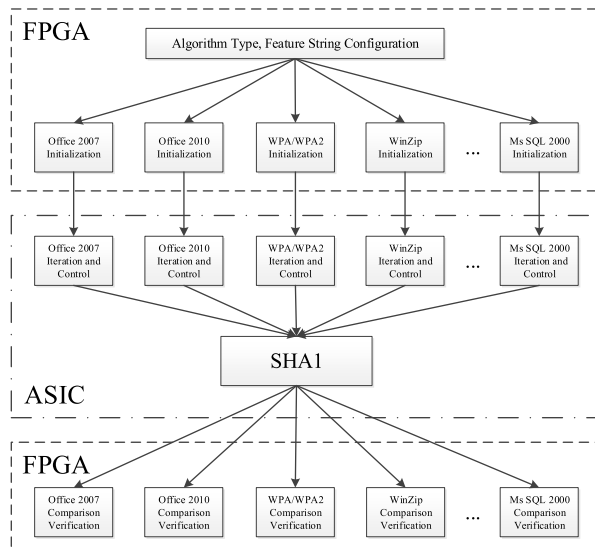 FPGA
Algorithm Type, Feature String Configuration
Office 2007
Initialization
Office 2010
Initialization
WPA/WPA2
Initialization
WinZip
Initialization
...
Ms SQL 2000
Initialization
Office 2007
Iteration and
Control
Office 2010
Iteration and
Control
WPA/WPA2
Iteration and
Control
WinZip
Iteration and
Control
...
Ms SQL 2000
Iteration and
Control
SHA1
ASIC
FPGA
Office 2007
Comparison
Verification
Office 2010
Comparison
Verification
WPA/WPA2
Comparison
Verification
WinZip
Comparison
Verification
...
Ms SQL 2000
Comparison
Verification